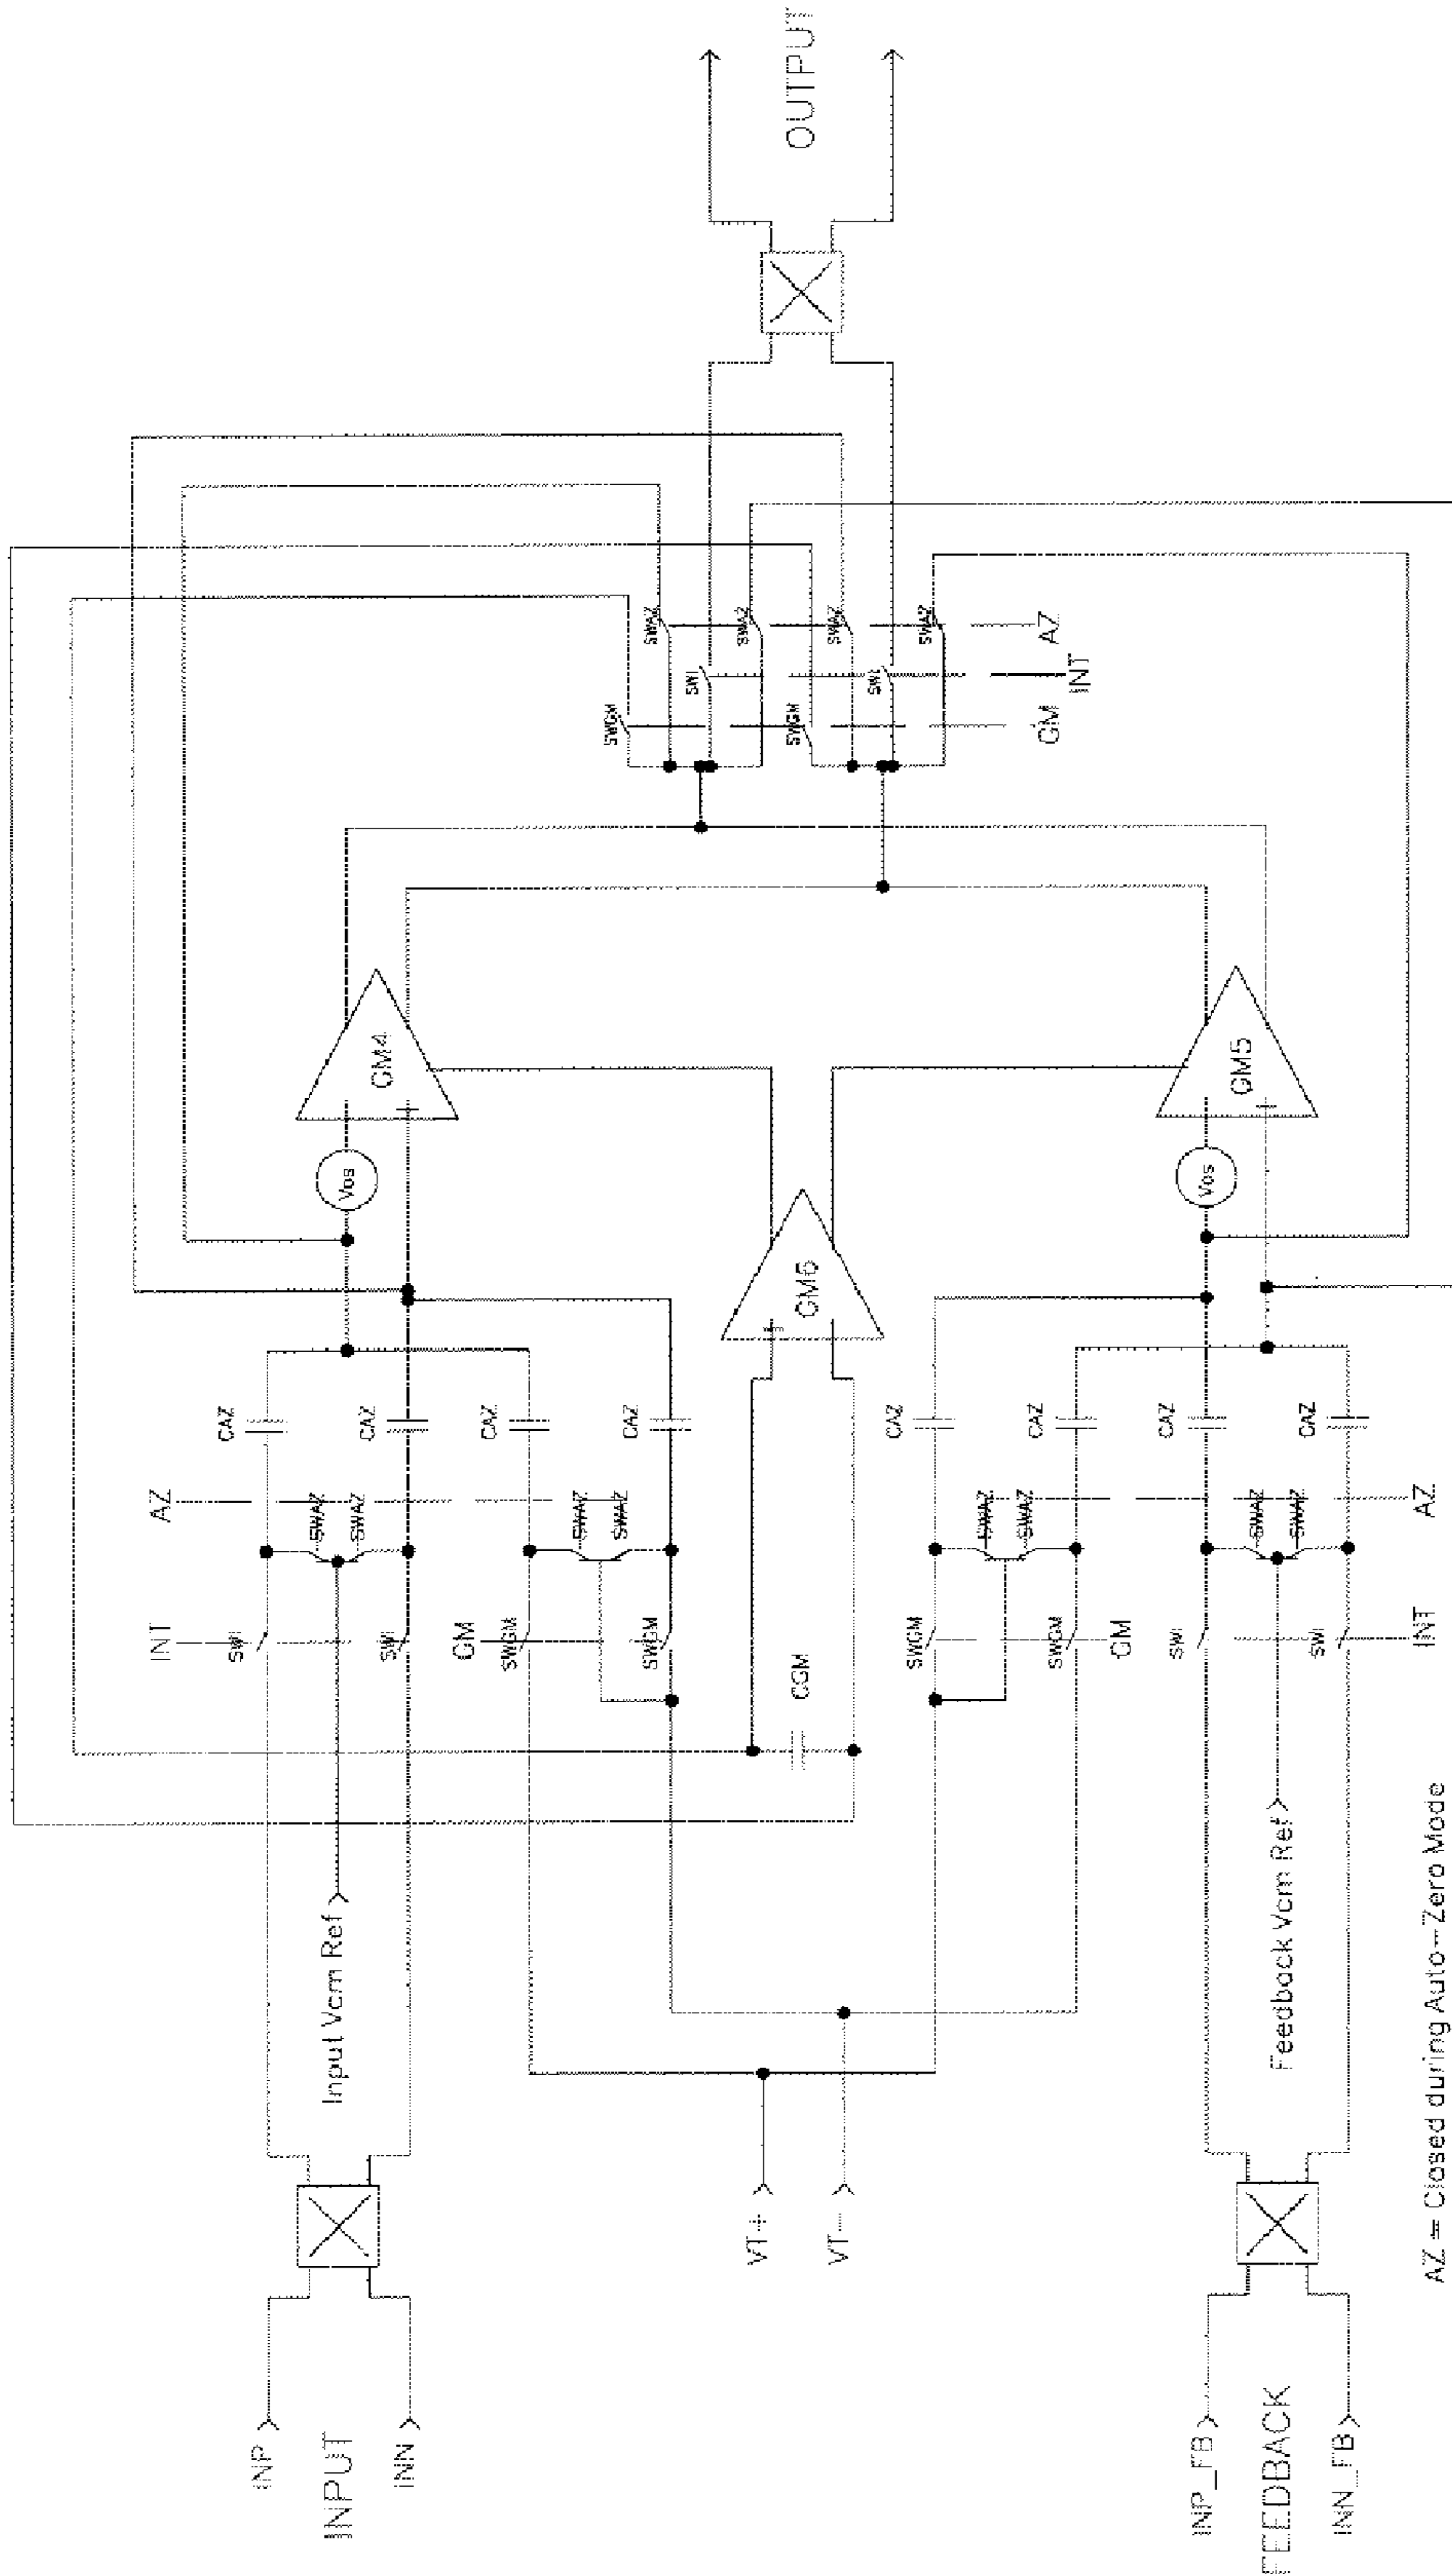 INT
AZ
SWI
CAZ
INP
SWAZ
INPUT
Input Vcm Ref
Vos
SWAZ
CAZ
GM4
SWI
INN
GM
CAZ
SWGM
SWAZ
SWGM
SWAZ
CAZ
SWGM
SWAZ
SWI
SWAZ
VT+
SWGM
OUTPUT
CGM
GM6
SWAZ
VT-
SWI
CAZ
SWGM
SWAZ
SWAZ
SWAZ
CAZ
GM
AZ
SWGM
INT
GM
CAZ
SWI
INP_FB
Vos
GM5
SWAZ
FEEDBACK
Feedback Vcm Ref
SWAZ
CAZ
SWI
INN_FB
INT
AZ
AZ = Closed during Auto-Zero Mode